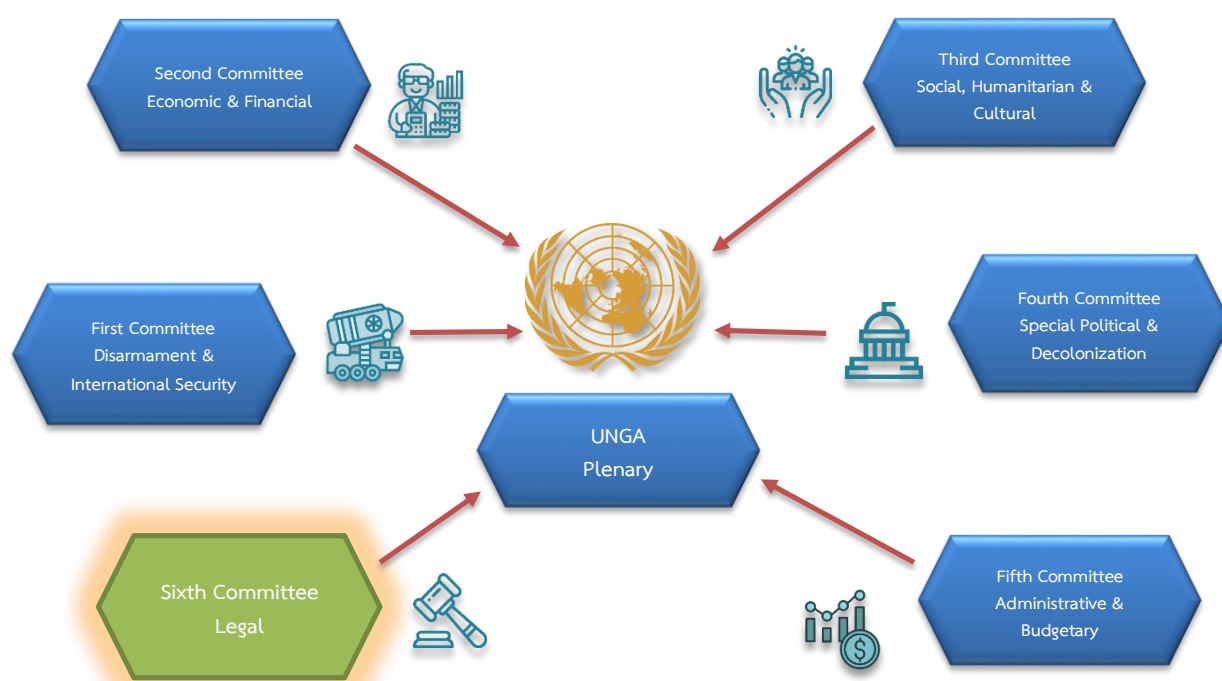 Second Committee
Economic & Financial
Third Committee
Social, Humanitarian &
Cultural
First Committee
Disarmament &
International Security
Fourth Committee
Special Political &
Decolonization
UNGA
Plenary
Sixth Committee
Legal
Fifth Committee
Administrative &
Budgetary
$